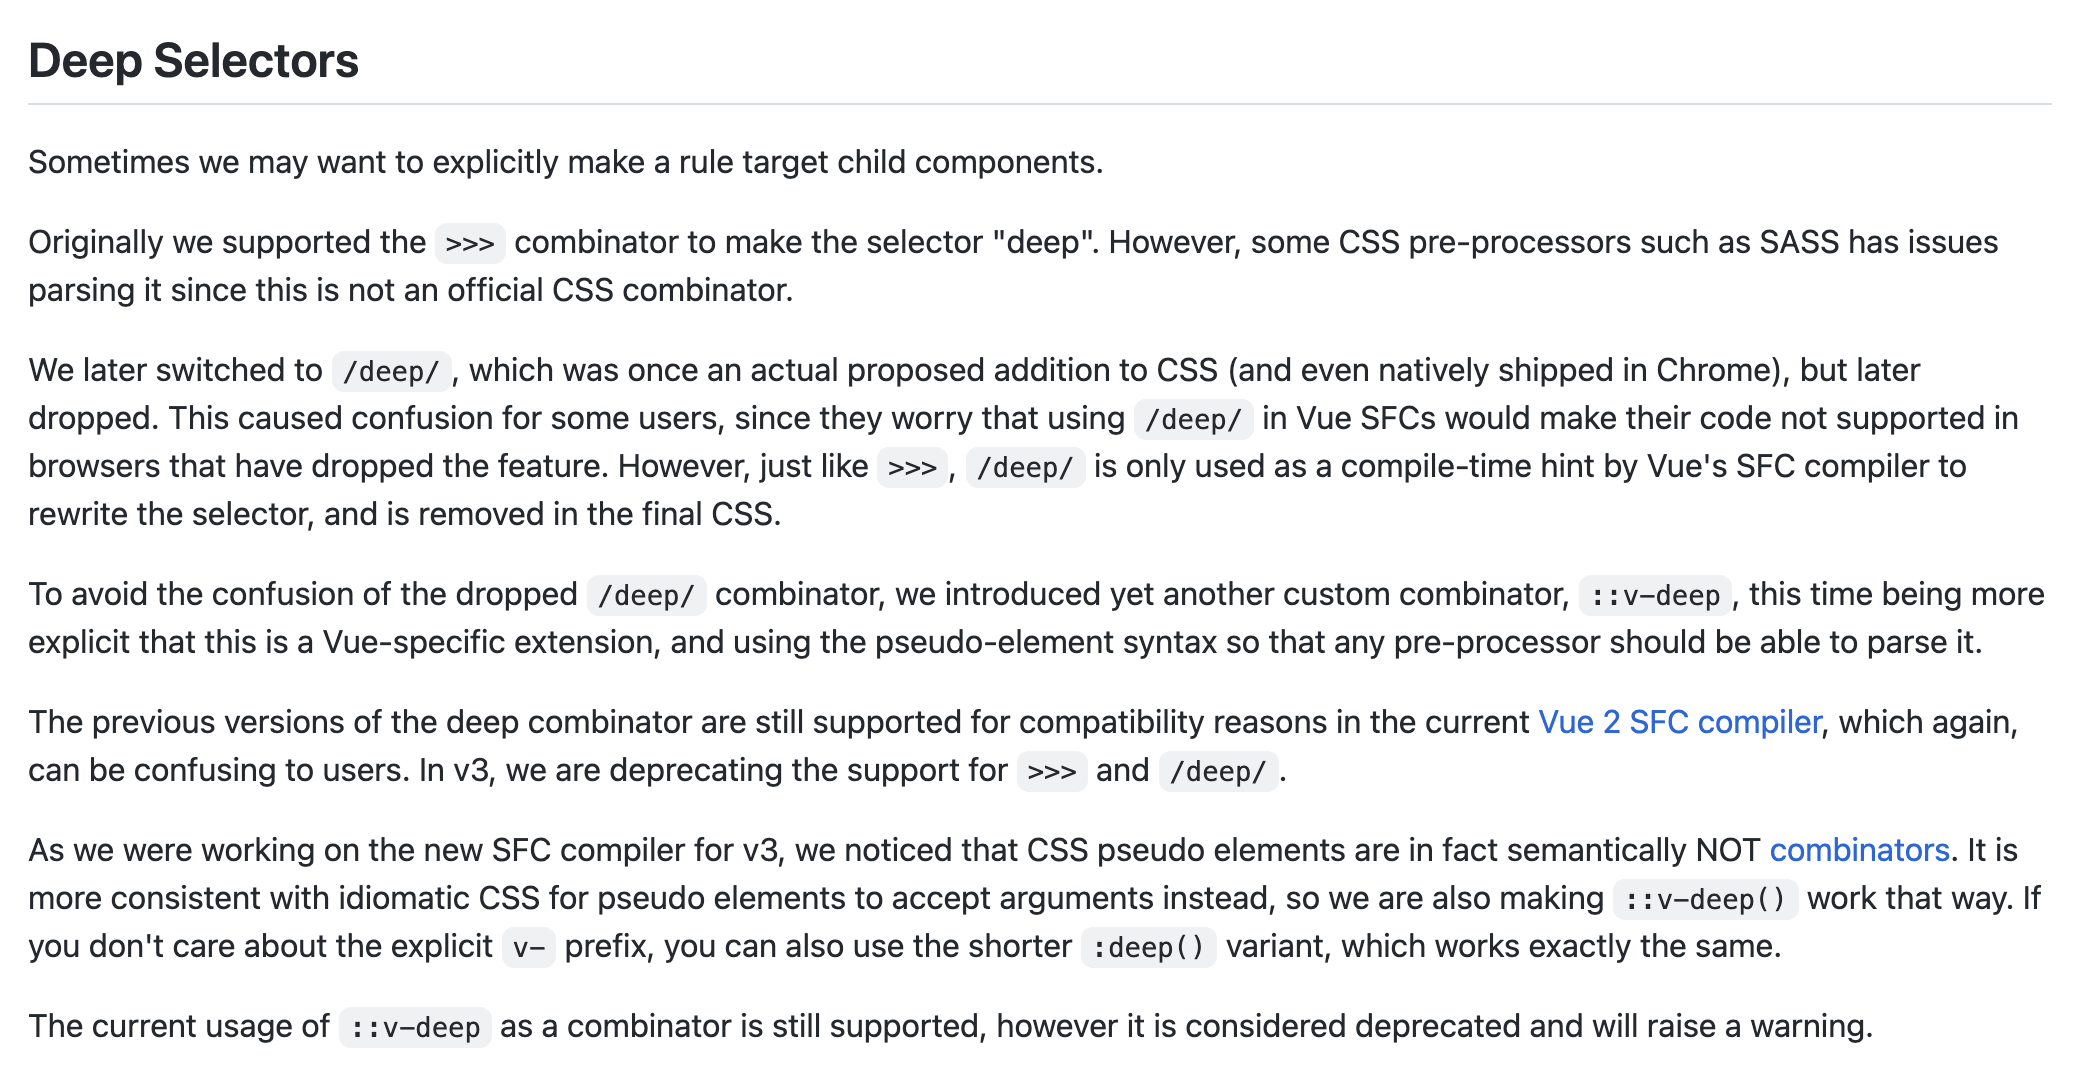 Deep Selectors
Sometimes we may want to explicitly make a rule target child components.
Originally we supported the >>> combinator to make the selector "deep". However, some CSS pre-processors such as SASS has issues
parsing it since this is not an official CSS combinator.
We later switched to /deep/, which was once an actual proposed addition to CSS (and even natively shipped in Chrome), but later
dropped. This caused confusion for some users, since they worry that using /deep/ in Vue SFCs would make their code not supported in
browsers that have dropped the feature. However, just like >>>, /deep/ is only used as a compile-time hint by Vue's SFC compiler to
rewrite the selector, and is removed in the final CSS.
To avoid the confusion of the dropped /deep/ combinator, we introduced yet another custom combinator, ::v-deep, this time being more
explicit that this is a Vue-specific extension, and using the pseudo-element syntax so that any pre-processor should be able to parse it.
The previous versions of the deep combinator are still supported for compatibility reasons in the current Vue 2 SFC compiler, which again,
can be confusing to users. In v3, we are deprecating the support for >>> and /deep/.
As we were working on the new SFC compiler for v3, we noticed that CSS pseudo elements are in fact semantically NOT combinators. It is
more consistent with idiomatic CSS for pseudo elements to accept arguments instead, so we are also making ::v-deep() work that way. If
you don't care about the explicit v- prefix, you can also use the shorter :deep() variant, which works exactly the same.
The current usage of ::v-deep as a combinator is still supported, however it is considered deprecated and will raise a warning.